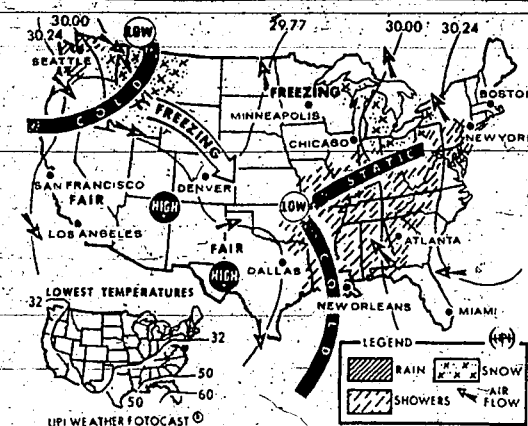 30.00
30.24
LOW
29.77
30.00
30.24
SEATTLE
COLD
FREEZING
FREEZING
MINNEAPOLIS
BOSTON
NEW YORK
CHICAGO
STATIC
SAN FRANCISCO
FAIR
DENVER
HIGH
LOW
LOS ANGELES
FAIR
HIGH
DALLAS
COLD
ATLANTA
NEW ORLEANS
MIAMI
LOWEST TEMPERATURES
32
32
50
60
50
LEGEND
RAIN
SNOW
SHOWERS
AIR FLOW
UPI WEATHER FOTOCAST